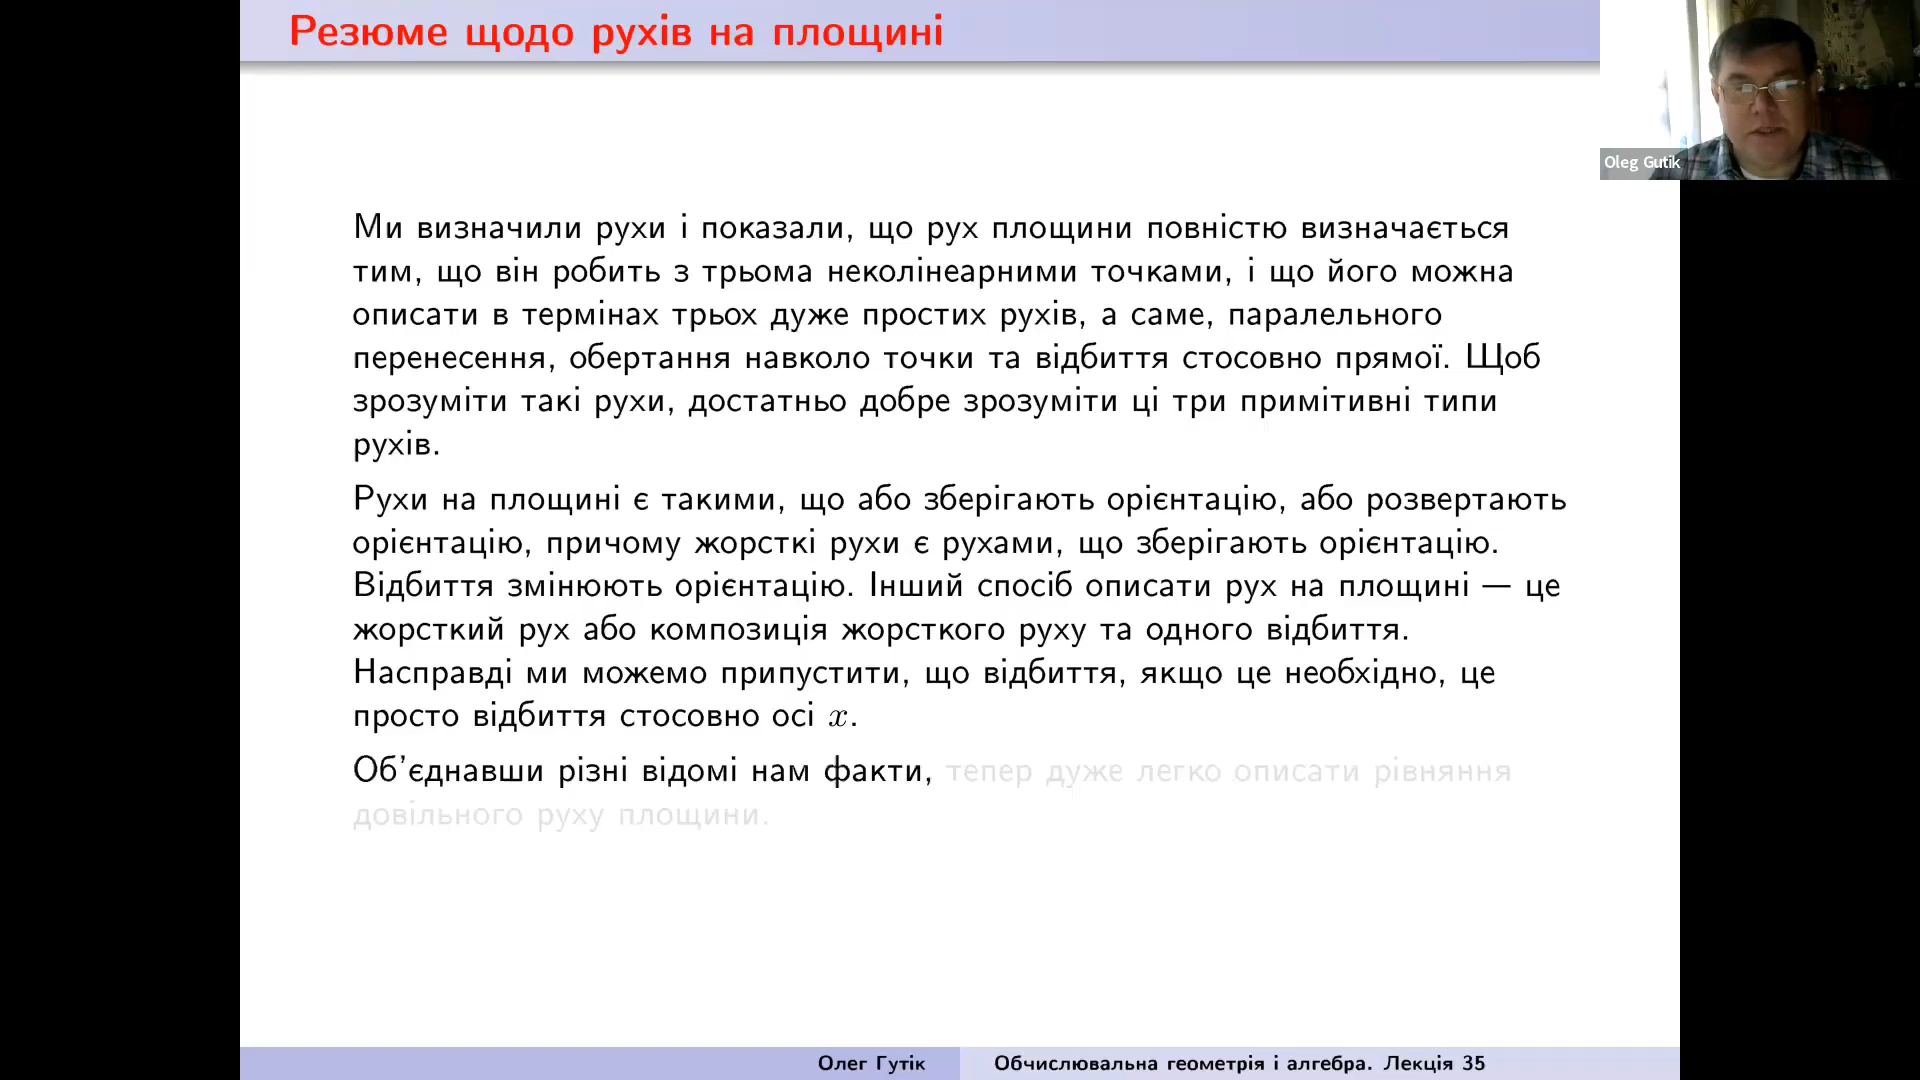 Резюме щодо рухів на площині
Oleg Gutik
Ми визначили рухи і показали, що рух площини повністю визначається
тим, що він робить з трьома неколінеарними точками, і що його можна
описати в термінах трьох дуже простих рухів, а саме, паралельного
перенесення, обертання навколо точки та відбиття стосовно прямої. Щоб
зрозуміти такі рухи, достатньо добре зрозуміти ці три примітивні типи
рухів.
Рухи на площині є такими, що або зберігають орієнтацію, або розвертають
орієнтацію, причому жорсткі рухи є рухами, що зберігають орієнтацію.
Відбиття змінюють орієнтацію. Інший спосіб описати рух на площині — це
жорсткий рух або композиція жорсткого руху та одного відбиття.
Насправді ми можемо припустити, що відбиття, якщо це необхідно, це
просто відбиття стосовно осі x.
Об'єднавши різні відомі нам факти, тепер дуже легко описати рівняння
довільного руху площини.
Олег Гутік
Обчислювальна геометрія і алгебра. Лекція 35